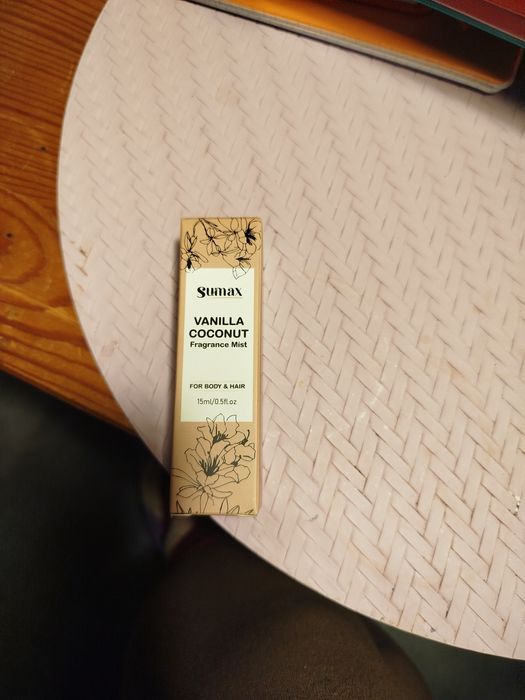 Sumax
VANILLA
COCONUT
Fragrance Mist
FOR BODY & HAIR
15ml/0.5fl.oz